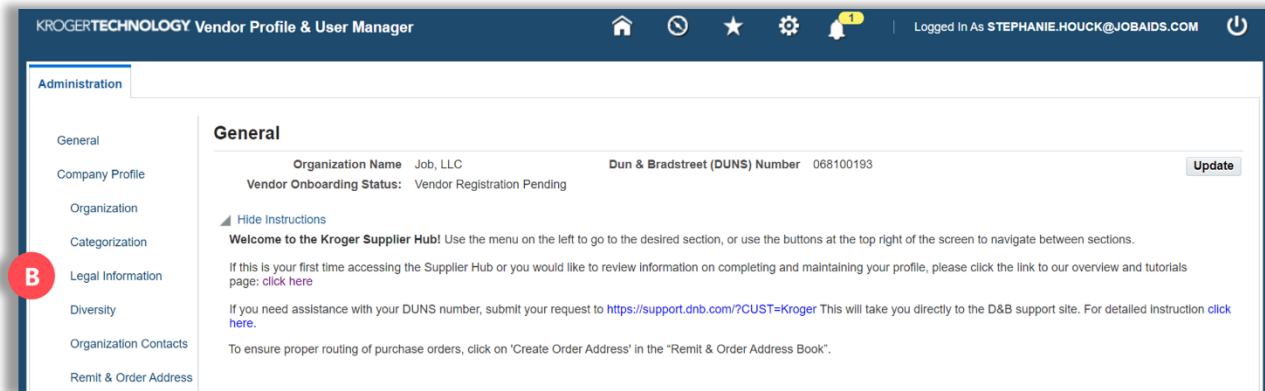 KROGERTECHNOLOGY. Vendor Profile & User Manager 1 Logged In As STEPHANIE.HOUCK@JOBAIDS.COM
Administration
General
Company Profile
Organization
Categorization
B Legal Information
Diversity
Organization Contacts
Remit & Order Address
General
Organization Name Job, LLC Dun & Bradstreet (DUNS) Number 068100193 Update
Vendor Onboarding Status: Vendor Registration Pending
Hide Instructions
Welcome to the Kroger Supplier Hub! Use the menu on the left to go to the desired section, or use the buttons at the top right of the screen to navigate between sections.
If this is your first time accessing the Supplier Hub or you would like to review information on completing and maintaining your profile, please click the link to our overview and tutorials
page: click here
If you need assistance with your DUNS number, submit your request to https://support.dnb.com/?CUST=Kroger This will take you directly to the D&B support site. For detailed instruction click
here.
To ensure proper routing of purchase orders, click on 'Create Order Address' in the “Remit & Order Address Book”.